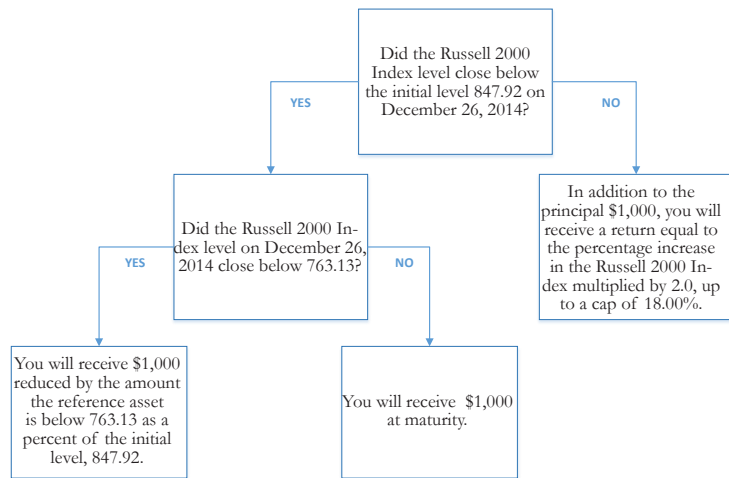 Did the Russell 2000
Index level close below
the initial level 847.92 on
December 26, 2014?
YES
NO
Did the Russell 2000 In-
dex level on December 26,
2014 close below 763.13?
In addition to the
principal $1,000, you will
receive a return equal to
the percentage increase
in the Russell 2000 In-
dex multiplied by 2.0, up
to a cap of 18.00%.
YES
NO
You will receive $1,000
reduced by the amount
the reference asset
is below 763.13 as a
percent of the initial
level, 847.92.
You will receive $1,000
at maturity.